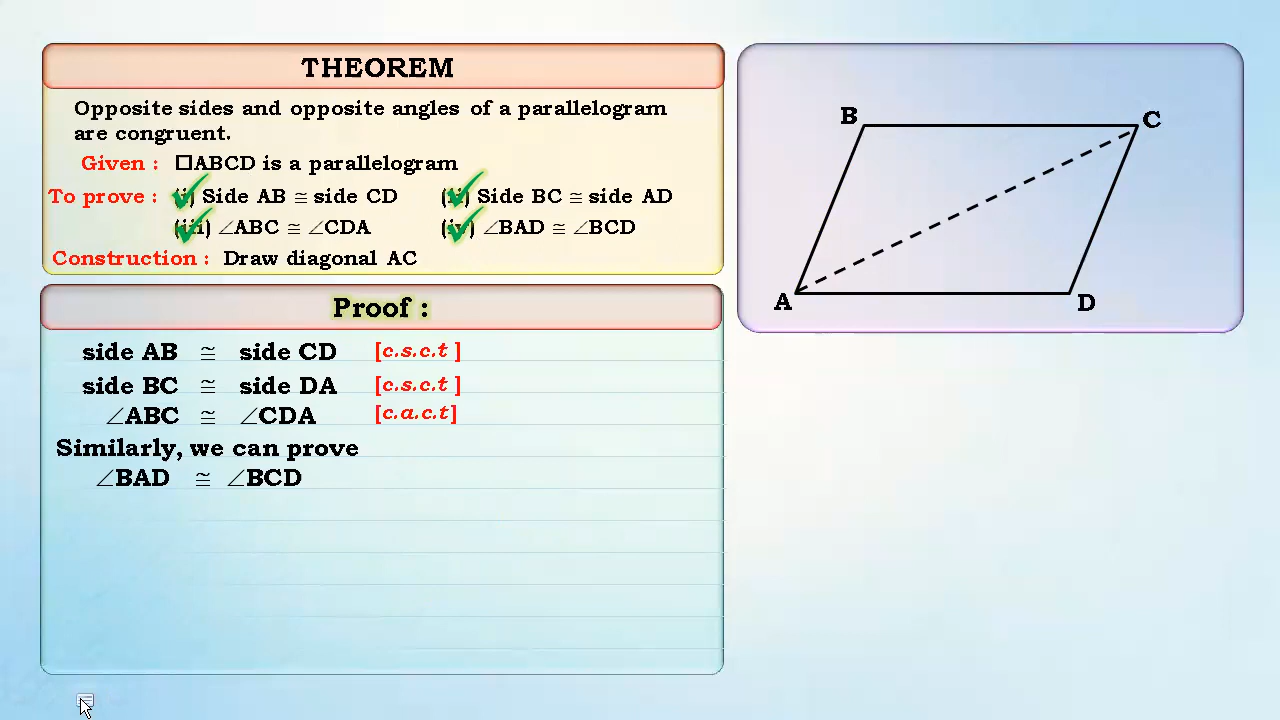 THEOREM
Opposite sides and opposite angles of a parallelogram
are congruent.
Given : □ABCD is a parallelogram
To prove : (i) Side AB ≅ side CD (ii) Side BC ≅ side AD
(iii) ∠ABC ≅ ∠CDA (iv) ∠BAD ≅ ∠BCD
Construction : Draw diagonal AC
Proof :
side AB ≅ side CD [c.s.c.t ]
side BC ≅ side DA [c.s.c.t ]
∠ABC ≅ ∠CDA [c.a.c.t]
Similarly, we can prove
∠BAD ≅ ∠BCD
B C
A D